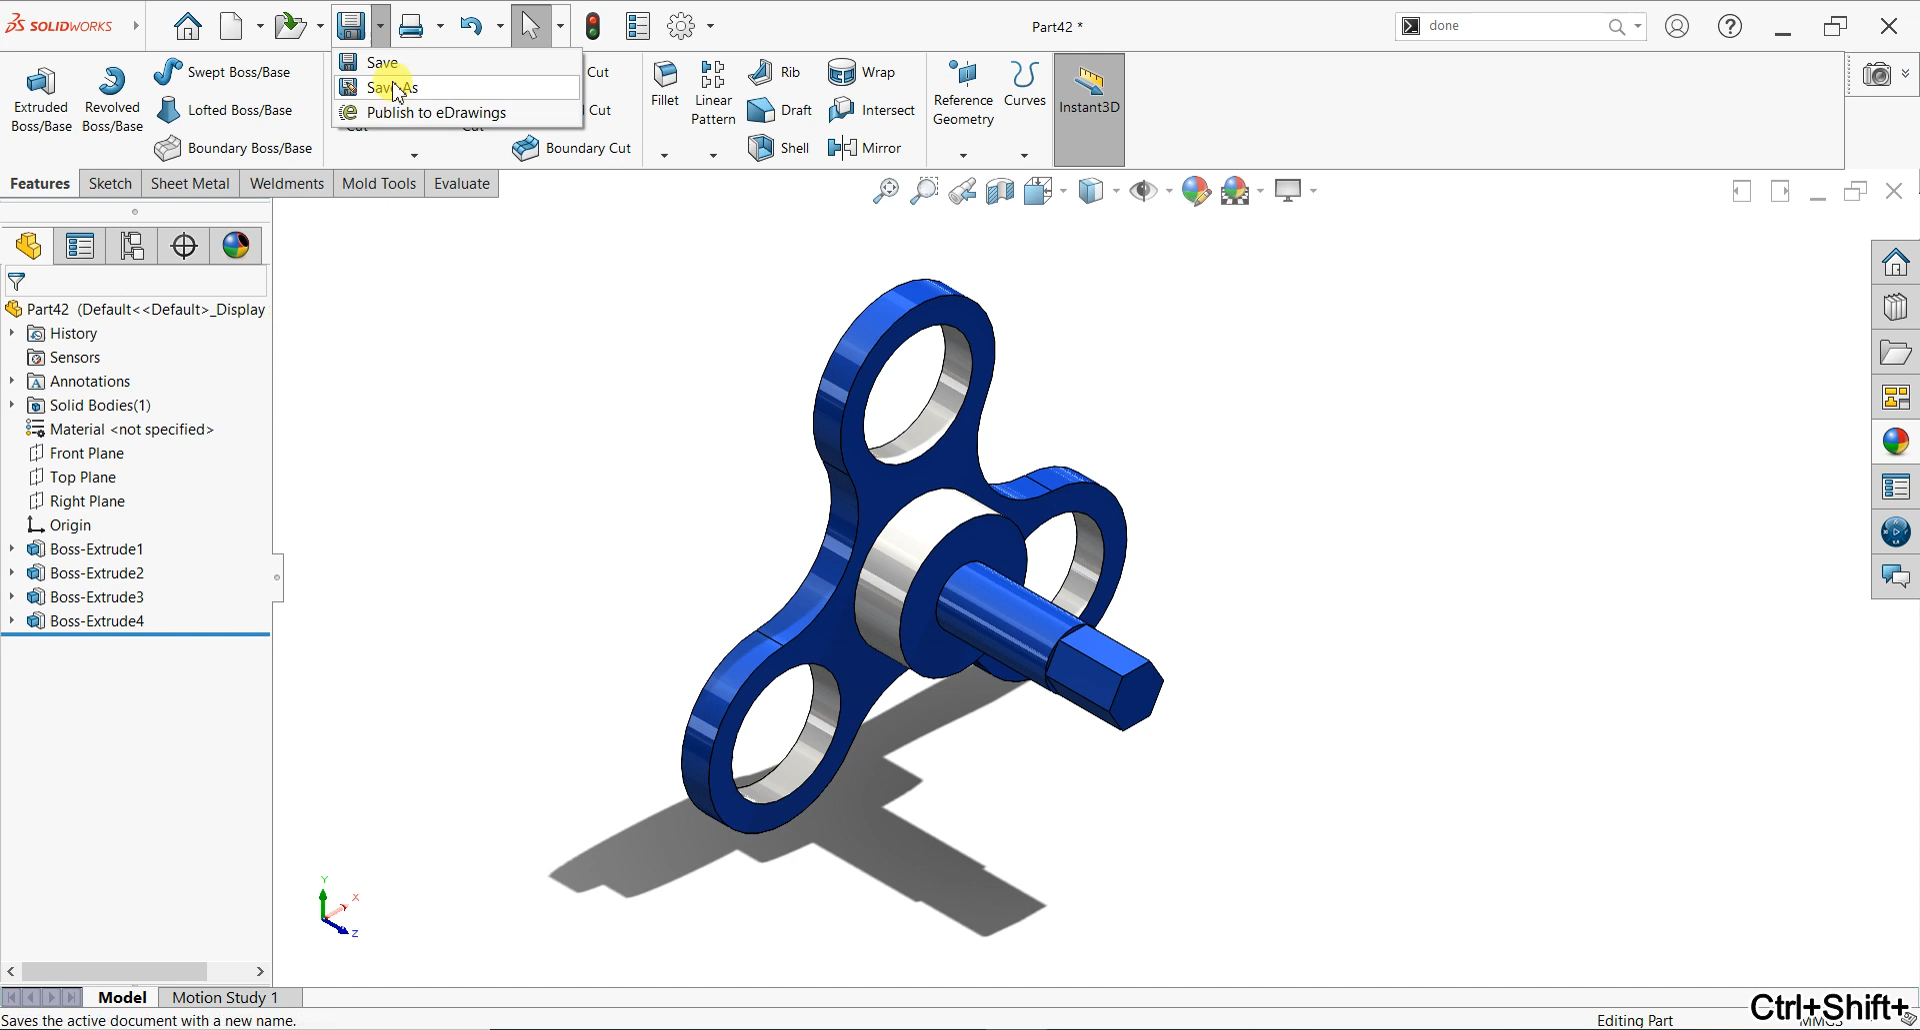 SOLIDWORKS
Part42 *
done
Save
Save As
Publish to eDrawings
Extruded Boss/Base
Revolved Boss/Base
Swept Boss/Base
Lofted Boss/Base
Boundary Boss/Base
Cut
Cut
Cut
Cut
Boundary Cut
Fillet
Linear Pattern
Rib
Draft
Shell
Wrap
Intersect
Mirror
Reference Geometry
Curves
Instant3D
Features
Sketch
Sheet Metal
Weldments
Mold Tools
Evaluate
Part42 (Default<<Default>_Display
History
Sensors
Annotations
Solid Bodies(1)
Material <not specified>
Front Plane
Top Plane
Right Plane
Origin
Boss-Extrude1
Boss-Extrude2
Boss-Extrude3
Boss-Extrude4
Y
X
Z
Model
Motion Study 1
Saves the active document with a new name.
Editing Part
Ctrl+Shift+